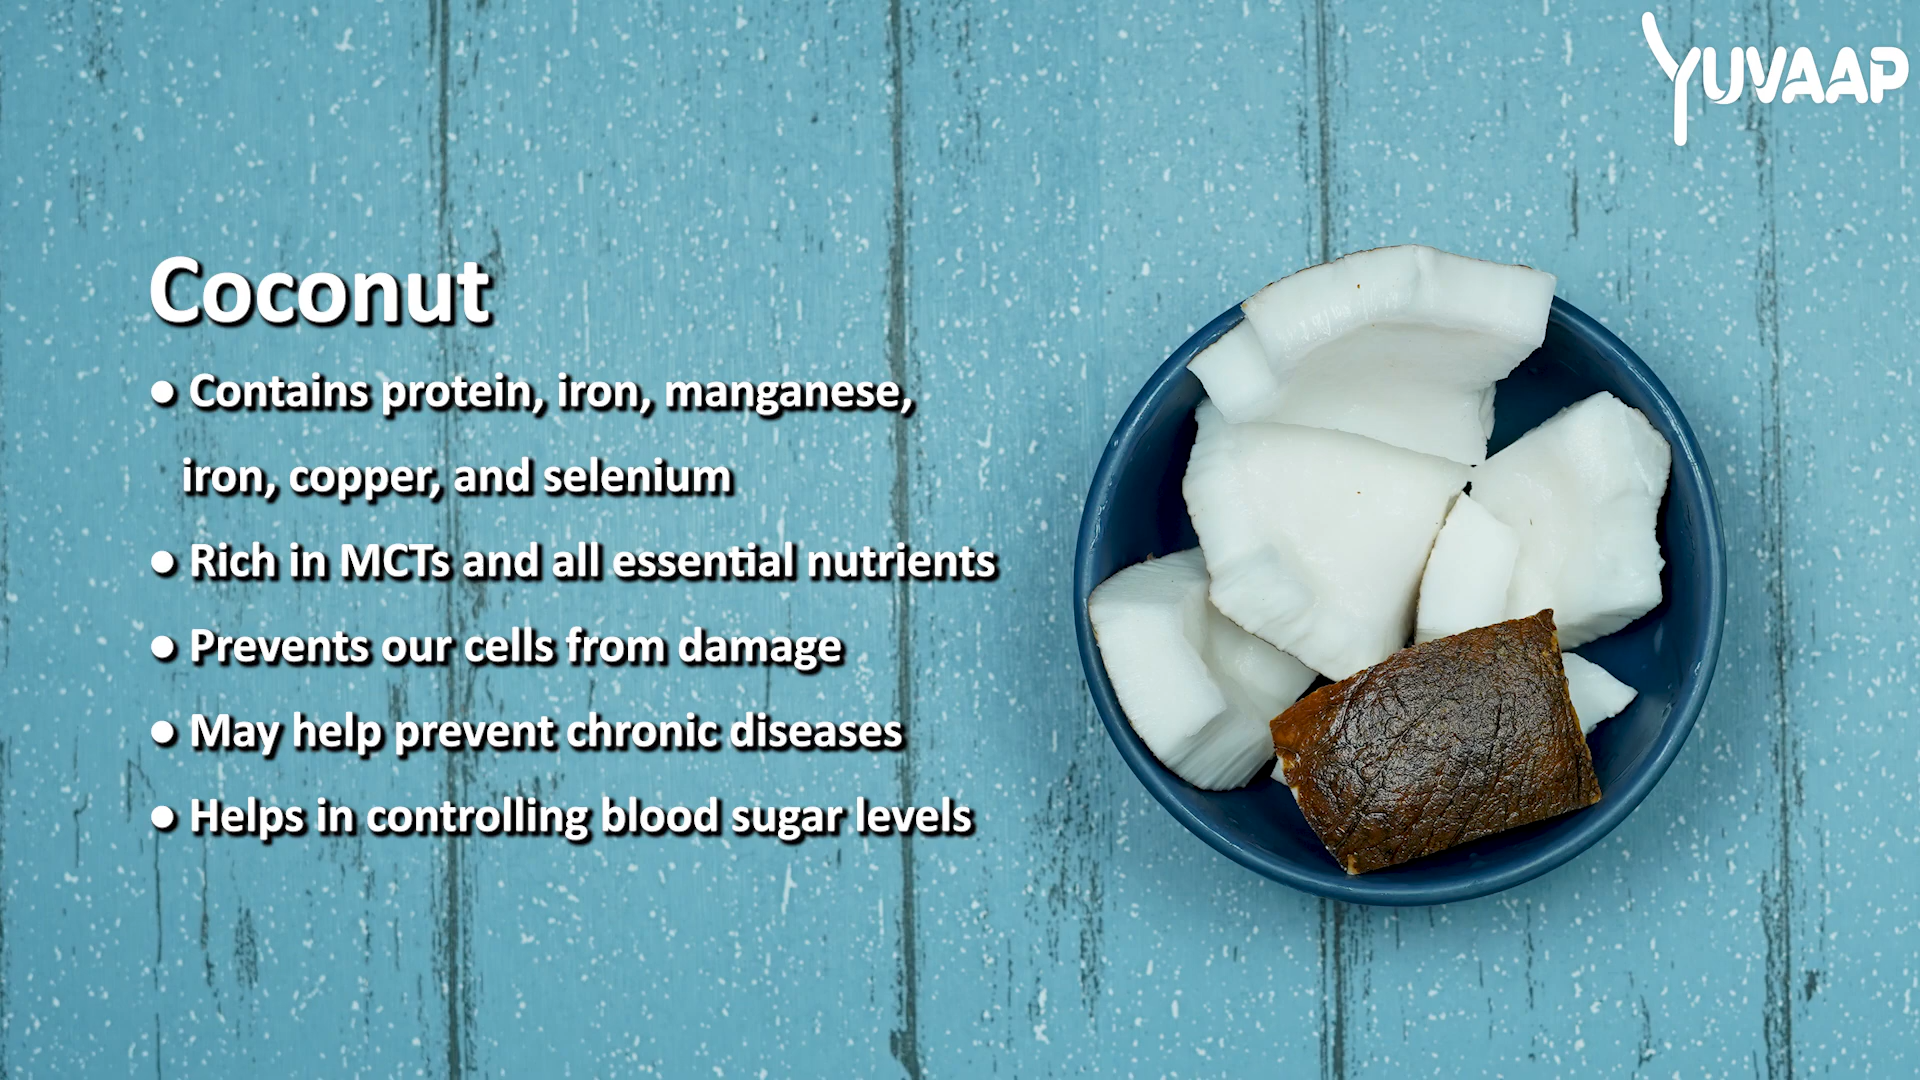 YUVAAP
Coconut
● Contains protein, iron, manganese,
iron, copper, and selenium
● Rich in MCTs and all essential nutrients
● Prevents our cells from damage
● May help prevent chronic diseases
● Helps in controlling blood sugar levels